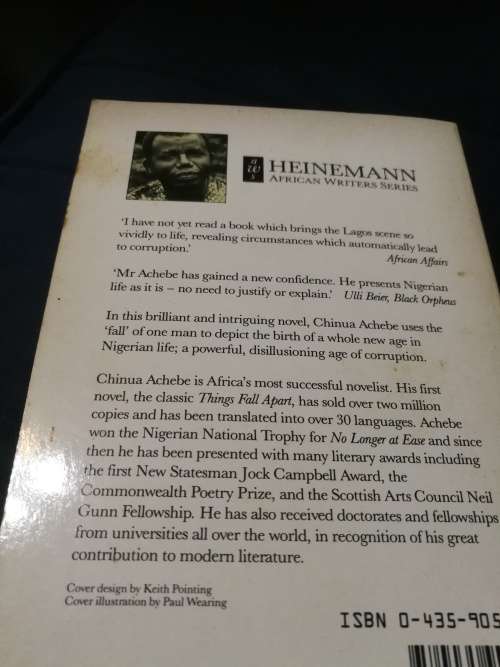 a
w
s
HEINEMANN
AFRICAN WRITERS SERIES
'I have not yet read a book which brings the Lagos scene so
vividly to life, revealing circumstances which automatically lead
to corruption.'
African Affairs
'Mr Achebe has gained a new confidence. He presents Nigerian
life as it is – no need to justify or explain.' Ulli Beier, Black Orpheus
In this brilliant and intriguing novel, Chinua Achebe uses the
'fall' of one man to depict the birth of a whole new age in
Nigerian life; a powerful, disillusioning age of corruption.
Chinua Achebe is Africa's most successful novelist. His first
novel, the classic Things Fall Apart, has sold over two million
copies and has been translated into over 30 languages. Achebe
won the Nigerian National Trophy for No Longer at Ease and since
then he has been presented with many literary awards including
the first New Statesman Jock Campbell Award, the
Commonwealth Poetry Prize, and the Scottish Arts Council Neil
Gunn Fellowship. He has also received doctorates and fellowships
from universities all over the world, in recognition of his great
contribution to modern literature.
Cover design by Keith Pointing
Cover illustration by Paul Wearing
ISBN 0-435-905